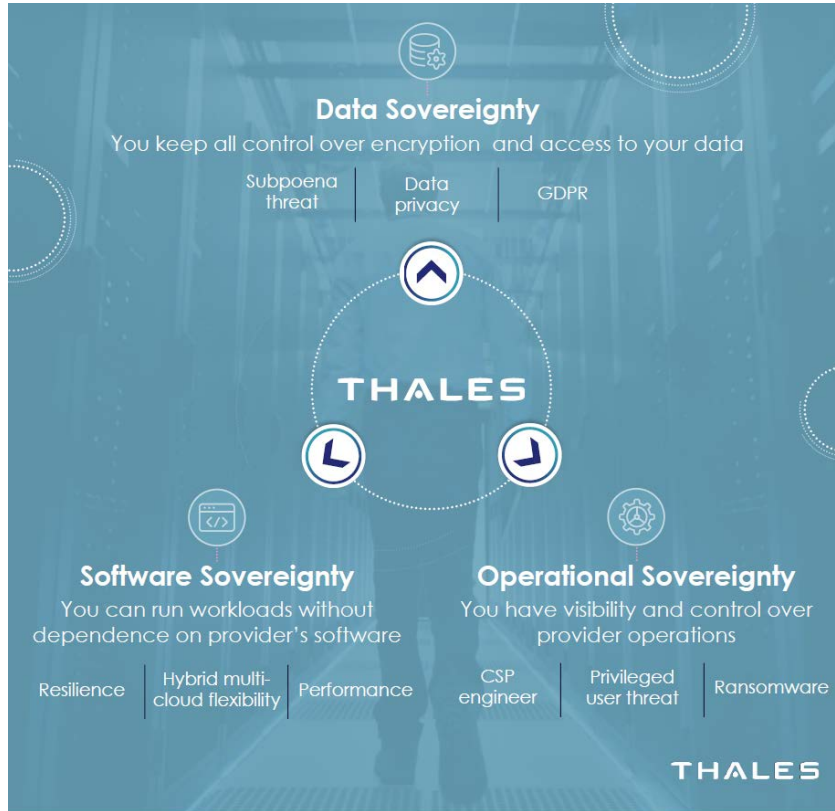 Data Sovereignty
You keep all control over encryption and access to your data
Subpoena
threat
Data
privacy
GDPR
THALES
Software Sovereignty
You can run workloads without
dependence on provider's software
Resilience
Hybrid multi-
cloud flexibility
Performance
Operational Sovereignty
You have visibility and control over
provider operations
CSP
engineer
Privileged
user threat
Ransomware
THALES